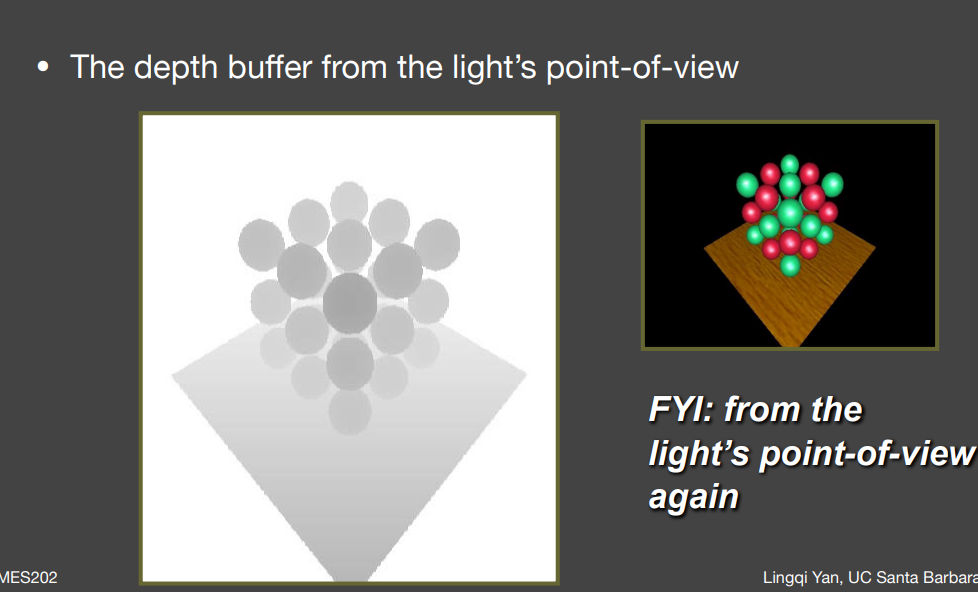 • The depth buffer from the light's point-of-view
FYI: from the
light's point-of-view
again
MES202
Lingqi Yan, UC Santa Barbara